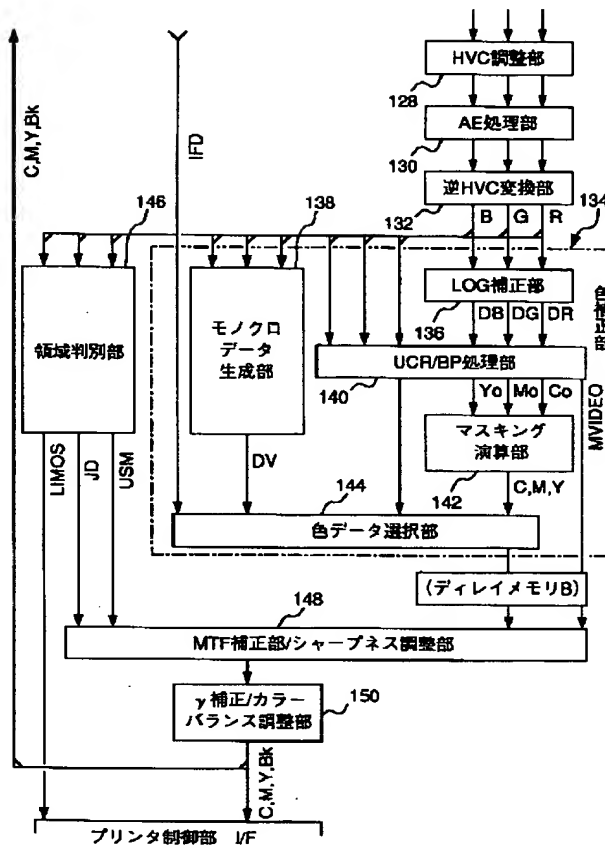 HVC調整部
128
AE処理部
130
C,M,Y,Bk
IFD
逆HVC変換部
132
B G R
134
146
138
領域判別部
モノクロ
データ
生成部
LOG補正部
136
DB DG DR
色補正部
UCR/BP処理部
140
Yo Mo Co
MVIDEO
マスキング
演算部
142
LIMOS
JD
USM
DV
C,M,Y
144
色データ選択部
(ディレイメモリB)
148
MTF補正部/シャープネス調整部
γ補正/カラー
バランス調整部
150
C,M,Y,Bk
プリンタ制御部 I/F